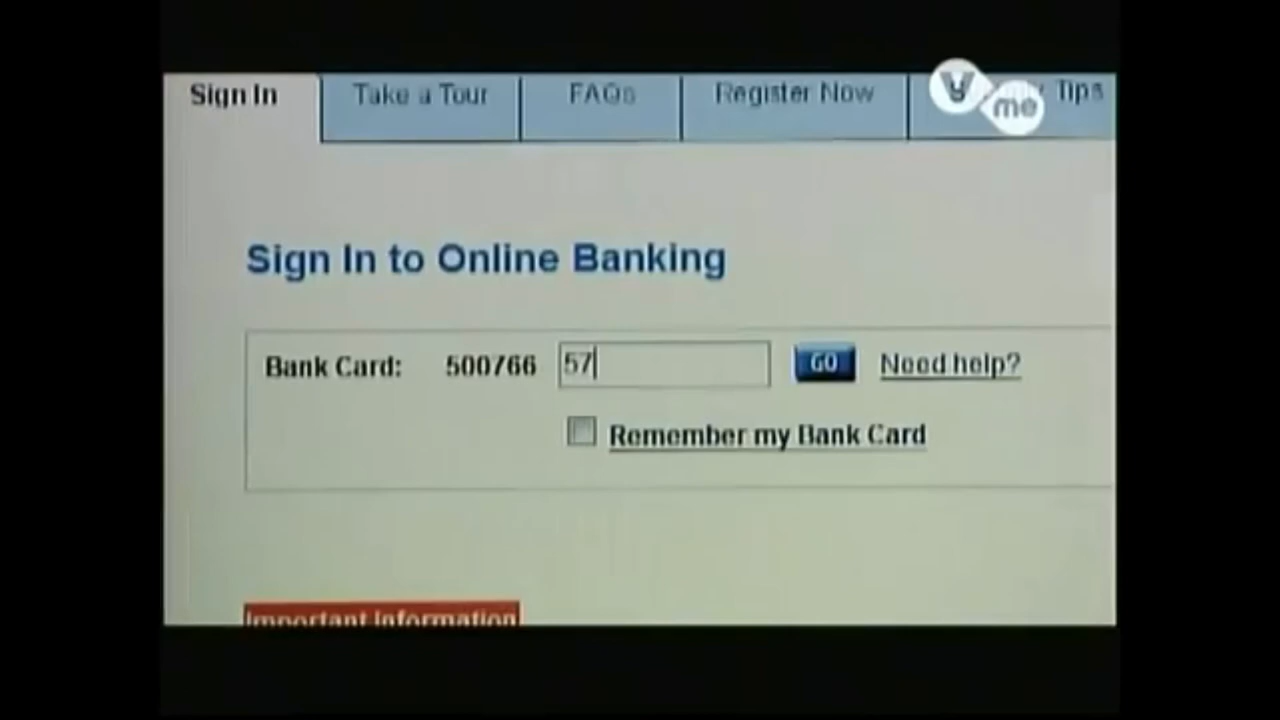 Sign In Take a Tour FAQs Register Now Tips
me
Sign In to Online Banking
Bank Card: 500766 57 GO Need help?
Remember my Bank Card
Important Information